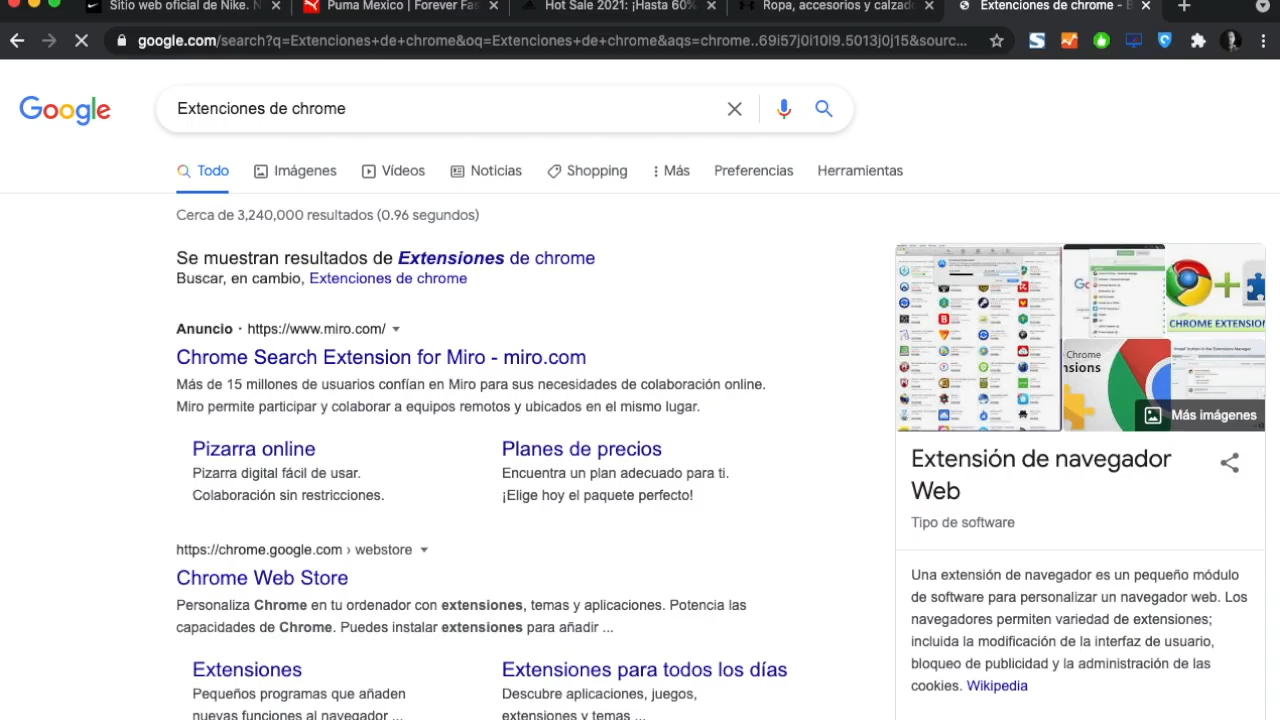 Sitio web oficial de Nike. N
Puma Mexico | Forever Fas
Hot Sale 2021: ¡Hasta 60%
Ropa, accesorios y calzado
Extenciones de chrome - B
google.com/search?q=Extenciones+de+chrome&oq=Extenciones+de+chrome&aqs=chrome..69i57j0i10l9.5013j0j15&sourc...
Google
Extenciones de chrome
Todo
Imágenes
Vídeos
Noticias
Shopping
Más
Preferencias
Herramientas
Cerca de 3,240,000 resultados (0.96 segundos)
Se muestran resultados de Extensiones de chrome
Buscar, en cambio, Extenciones de chrome
Anuncio · https://www.miro.com/
Chrome Search Extension for Miro - miro.com
Más de 15 millones de usuarios confían en Miro para sus necesidades de colaboración online.
Miro permite participar y colaborar a equipos remotos y ubicados en el mismo lugar.
Pizarra online
Pizarra digital fácil de usar.
Colaboración sin restricciones.
Planes de precios
Encuentra un plan adecuado para ti.
¡Elige hoy el paquete perfecto!
https://chrome.google.com › webstore
Chrome Web Store
Personaliza Chrome en tu ordenador con extensiones, temas y aplicaciones. Potencia las
capacidades de Chrome. Puedes instalar extensiones para añadir ...
Extensiones
Pequeños programas que añaden
nuevas funciones al navegador ...
Extensiones para todos los días
Descubre aplicaciones, juegos,
extensiones y temas ...
CHROME EXTENSION
Chrome
Más imágenes
Extensión de navegador
Web
Tipo de software
Una extensión de navegador es un pequeño módulo
de software para personalizar un navegador web. Los
navegadores permiten variedad de extensiones;
incluida la modificación de la interfaz de usuario,
bloqueo de publicidad y la administración de las
cookies. Wikipedia